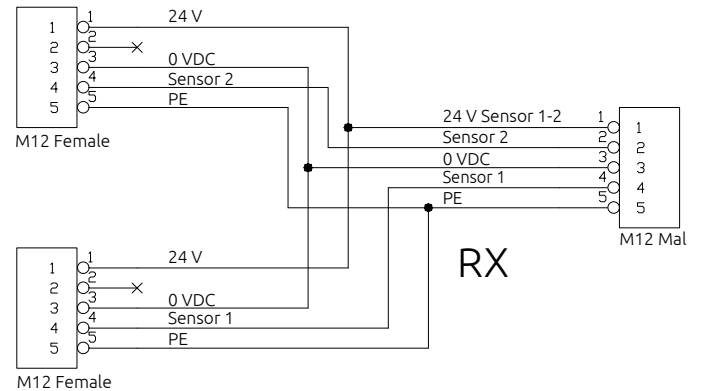 1 1 24 V
2 2
3 3 0 VDC
4 4 Sensor 2
5 5 PE
M12 Female
24 V Sensor 1-2 1 1
Sensor 2 2 2
0 VDC 3 3
Sensor 1 4 4
PE 5 5
M12 Mal
RX
1 1 24 V
2 2
3 3 0 VDC
4 4 Sensor 1
5 5 PE
M12 Female